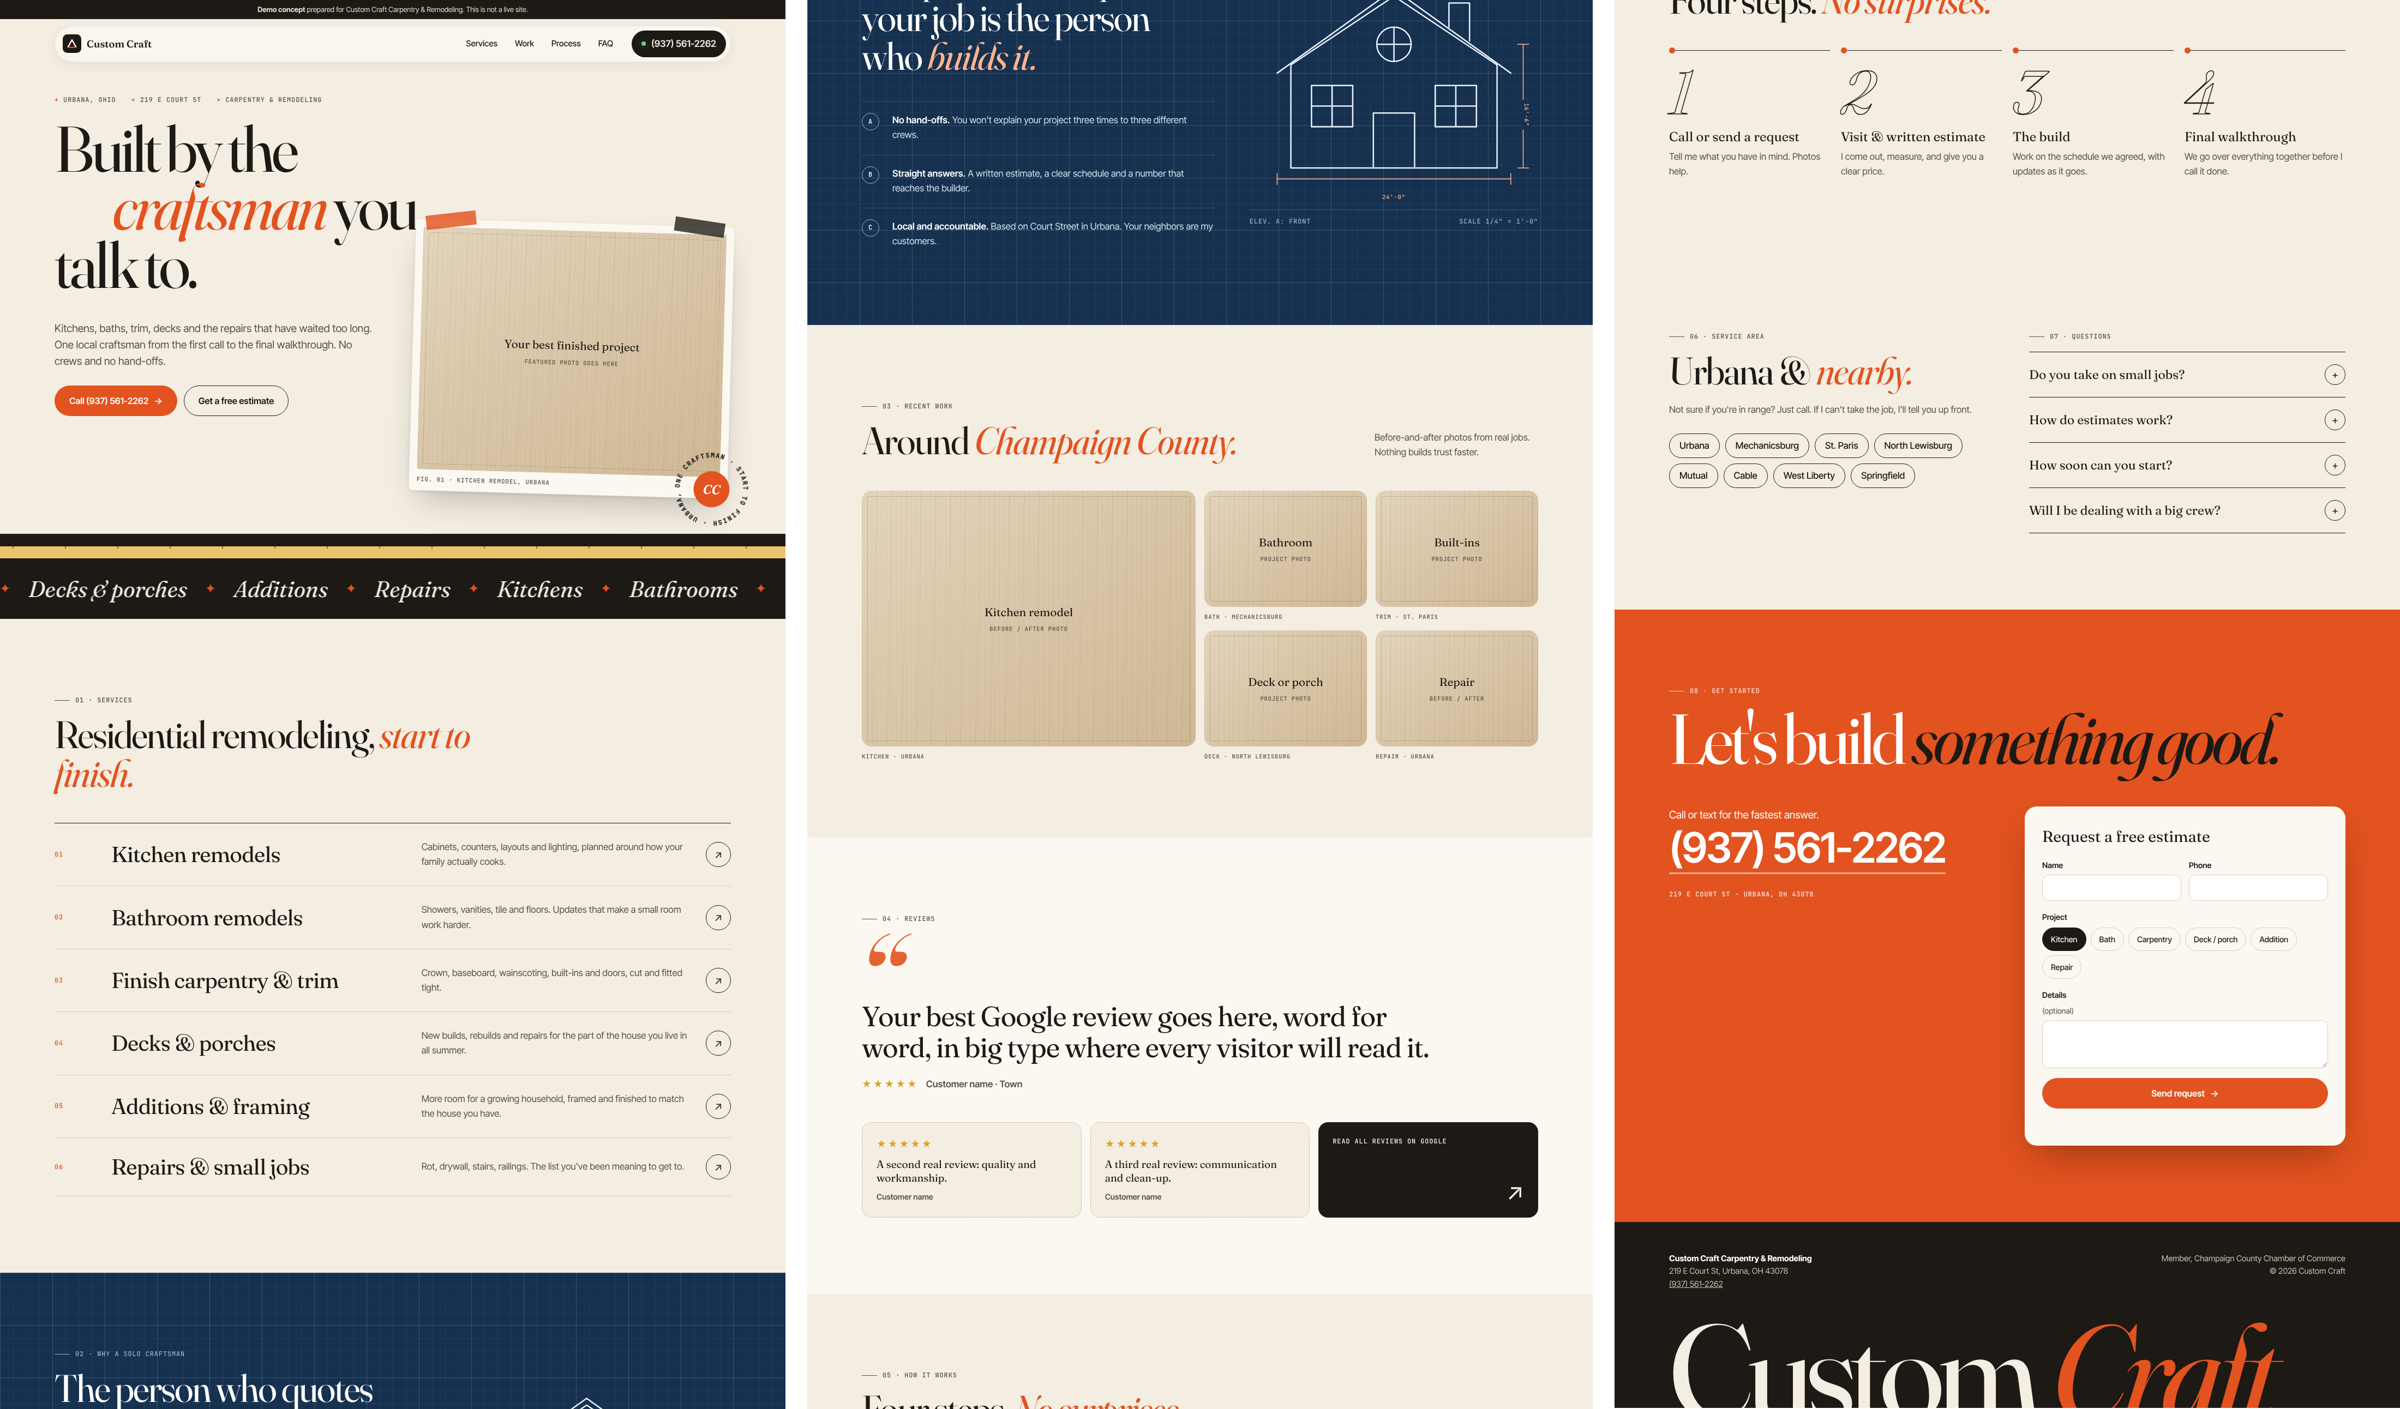 Demo concept prepared for Custom Craft Carpentry & Remodeling. This is not a live site.
Custom Craft
Services
Work
Process
FAQ
(937) 561-2262
URBANA, OHIO
219 E COURT ST
CARPENTRY & REMODELING
Built by the
craftsman you
talk to.
Kitchens, baths, trim, decks and the repairs that have waited too long.
One local craftsman from the first call to the final walkthrough. No
crews and no hand-offs.
Call (937) 561-2262 →
Get a free estimate
Your best finished project
FEATURED PHOTO GOES HERE
FIG. 01 · KITCHEN REMODEL, URBANA
ONE CRAFTSMAN · START TO FINISH · URBANA,
CC
Decks & porches
Additions
Repairs
Kitchens
Bathrooms
01 · SERVICES
Residential remodeling, start to
finish.
01
Kitchen remodels
Cabinets, counters, layouts and lighting, planned around how your
family actually cooks.
02
Bathroom remodels
Showers, vanities, tile and floors. Updates that make a small room
work harder.
03
Finish carpentry & trim
Crown, baseboard, wainscoting, built-ins and doors, cut and fitted
tight.
04
Decks & porches
New builds, rebuilds and repairs for the part of the house you live in
all summer.
05
Additions & framing
More room for a growing household, framed and finished to match
the house you have.
06
Repairs & small jobs
Rot, drywall, stairs, railings. The list you've been meaning to get to.
02 · WHY A SOLO CRAFTSMAN
The person who quotes
your job is the person
who builds it.
A
No hand-offs. You won't explain your project three times to three different
crews.
B
Straight answers. A written estimate, a clear schedule and a number that
reaches the builder.
C
Local and accountable. Based on Court Street in Urbana. Your neighbors are my
customers.
16'-6"
24'-0"
ELEV. A: FRONT
SCALE 1/4" = 1'-0"
03 · RECENT WORK
Around Champaign County.
Before-and-after photos from real jobs.
Nothing builds trust faster.
Kitchen remodel
BEFORE / AFTER PHOTO
KITCHEN · URBANA
Bathroom
PROJECT PHOTO
BATH · MECHANICSBURG
Built-ins
PROJECT PHOTO
TRIM · ST. PARIS
Deck or porch
PROJECT PHOTO
DECK · NORTH LEWISBURG
Repair
BEFORE / AFTER
REPAIR · URBANA
04 · REVIEWS
“
Your best Google review goes here, word for
word, in big type where every visitor will read it.
★★★★★ Customer name · Town
★★★★★
A second real review: quality and
workmanship.
Customer name
★★★★★
A third real review: communication
and clean-up.
Customer name
READ ALL REVIEWS ON GOOGLE
05 · HOW IT WORKS
Four steps. No surprises.
Four steps. No surprises.
1
Call or send a request
Tell me what you have in mind. Photos
help.
2
Visit & written estimate
I come out, measure, and give you a
clear price.
3
The build
Work on the schedule we agreed, with
updates as it goes.
4
Final walkthrough
We go over everything together before I
call it done.
06 · SERVICE AREA
Urbana & nearby.
Not sure if you're in range? Just call. If I can't take the job, I'll tell you up front.
Urbana
Mechanicsburg
St. Paris
North Lewisburg
Mutual
Cable
West Liberty
Springfield
07 · QUESTIONS
Do you take on small jobs?
How do estimates work?
How soon can you start?
Will I be dealing with a big crew?
08 · GET STARTED
Let's build something good.
Call or text for the fastest answer.
(937) 561-2262
219 E COURT ST · URBANA, OH 43078
Request a free estimate
Name
Phone
Project
Kitchen
Bath
Carpentry
Deck / porch
Addition
Repair
Details
(optional)
Send request →
Custom Craft Carpentry & Remodeling
219 E Court St, Urbana, OH 43078
(937) 561-2262
Member, Champaign County Chamber of Commerce
© 2026 Custom Craft
Custom Craft